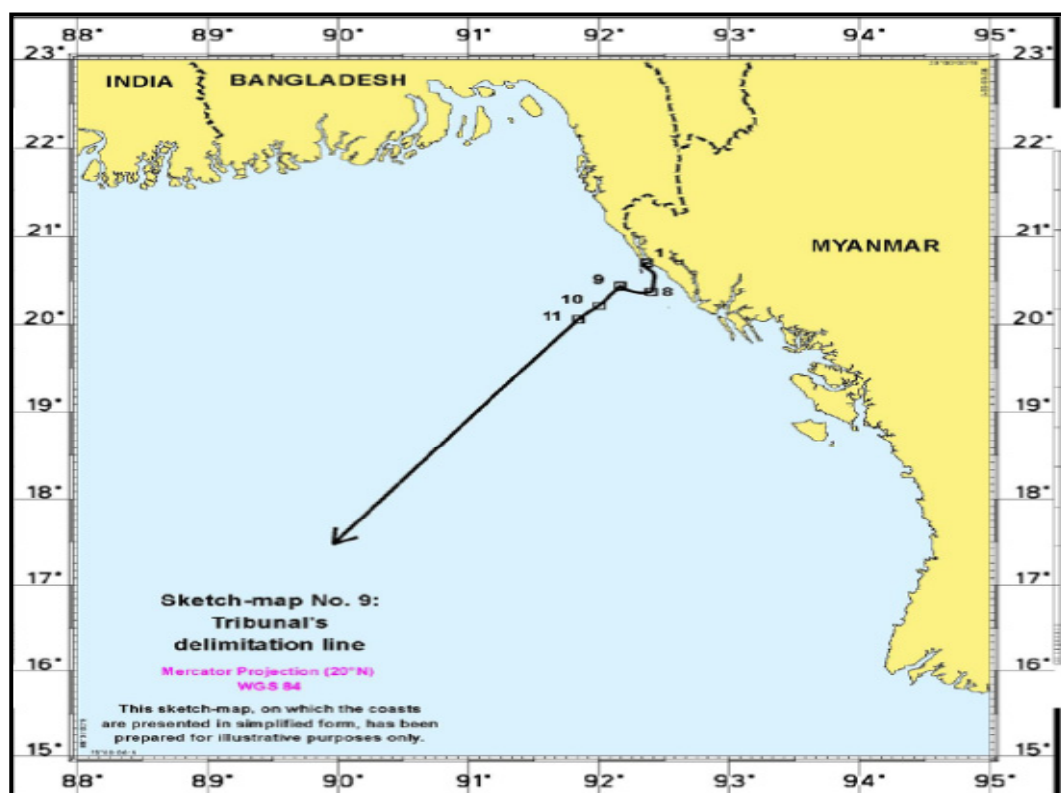 88° 89° 90° 91° 92° 93° 94° 95°
23° 23°
INDIA BANGLADESH
22° 22°
21° 21°
MYANMAR
1
9
8
10
20° 11 20°
19° 19°
18° 18°
17° 17°
Sketch-map No. 9:
Tribunal's
delimitation line
16° 16°
Mercator Projection (20°N)
WGS 84
This sketch-map, on which the coasts
are presented in simplified form, has been
prepared for illustrative purposes only.
15° 15°
88° 89° 90° 91° 92° 93° 94° 95°